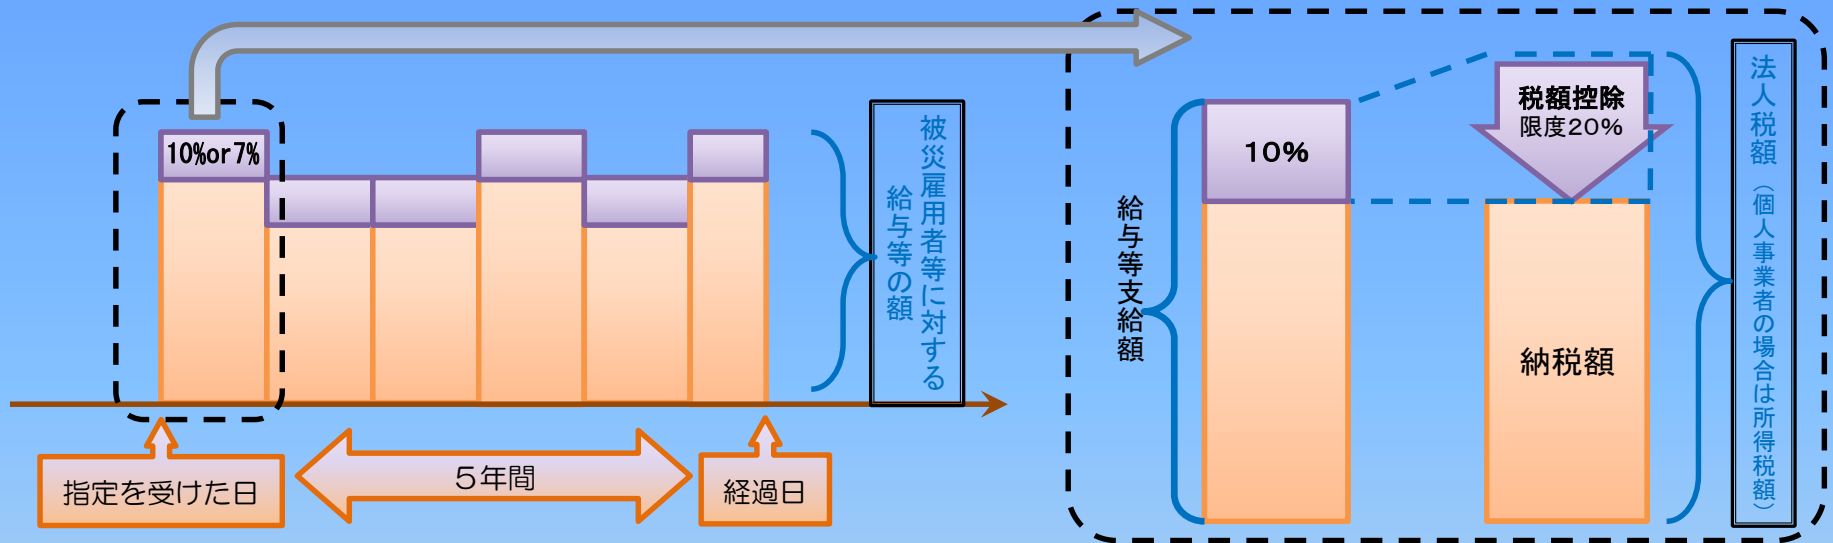 10%or 7%
被災雇用者等に対する
給与等の額
指定を受けた日
5年間
経過日
給与等支給額
10%
税額控除
限度20%
納税額
法人税額（個人事業者の場合は所得税額）